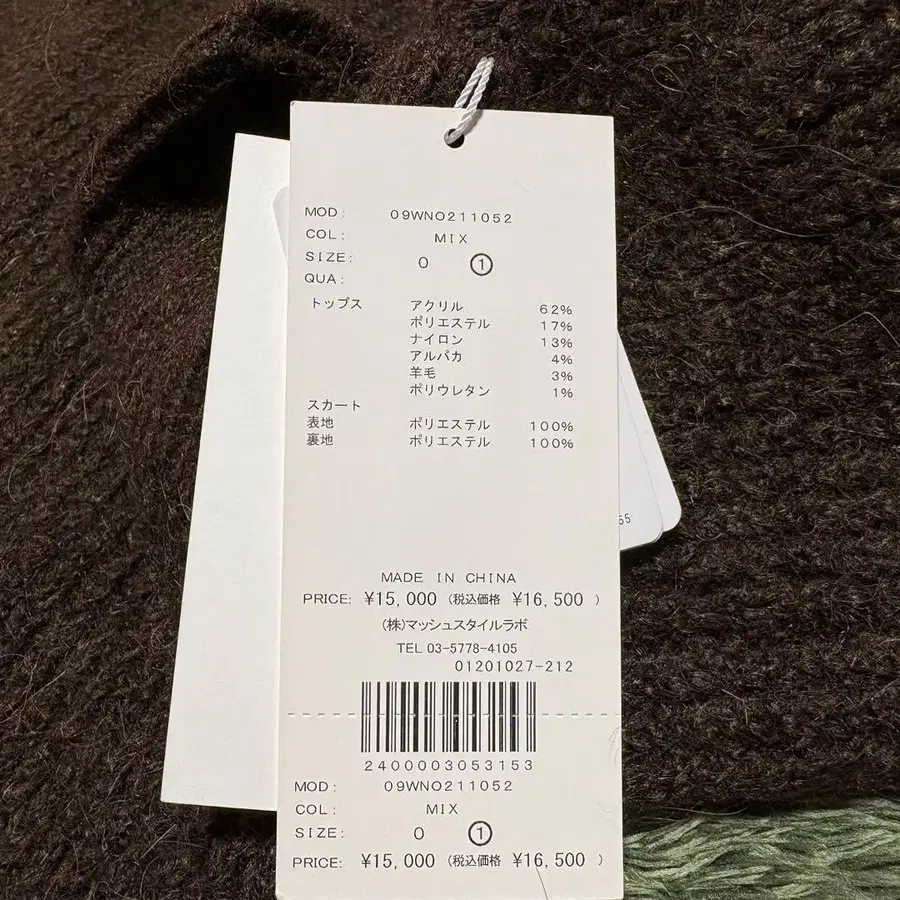 MOD: 09WNO211052
COL: MIX
SIZE: 0 ①
QUA:
トップス アクリル 62%
ポリエステル 17%
ナイロン 13%
アルパカ 4%
羊毛 3%
ポリウレタン 1%
スカート
表地 ポリエステル 100%
裏地 ポリエステル 100%
55
MADE IN CHINA
PRICE: ¥15,000 (税込価格 ¥16,500 )
(株)マッシュスタイルラボ
TEL 03-5778-4105
01201027-212
2400003053153
MOD: 09WNO211052
COL: MIX
SIZE: 0 ①
PRICE: ¥15,000 (税込価格 ¥16,500 )